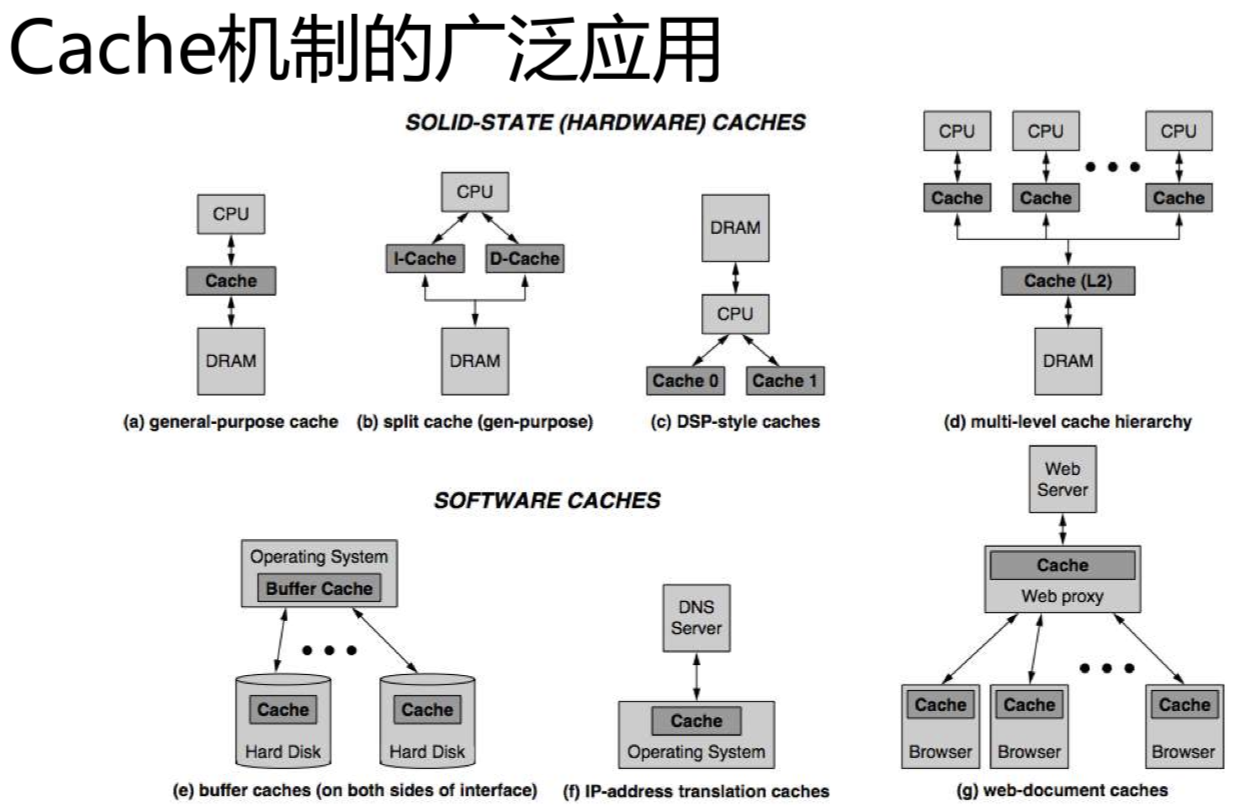 Cache机制的广泛应用
SOLID-STATE (HARDWARE) CACHES
CPU
Cache
DRAM
(a) general-purpose cache
CPU
I-Cache
D-Cache
DRAM
(b) split cache (gen-purpose)
DRAM
CPU
Cache 0
Cache 1
(c) DSP-style caches
CPU
CPU
CPU
Cache
Cache
Cache
Cache (L2)
DRAM
(d) multi-level cache hierarchy
SOFTWARE CACHES
Operating System
Buffer Cache
Cache
Hard Disk
Cache
Hard Disk
(e) buffer caches (on both sides of interface)
DNS
Server
Cache
Operating System
(f) IP-address translation caches
Web
Server
Cache
Web proxy
Cache
Browser
Cache
Browser
Cache
Browser
(g) web-document caches